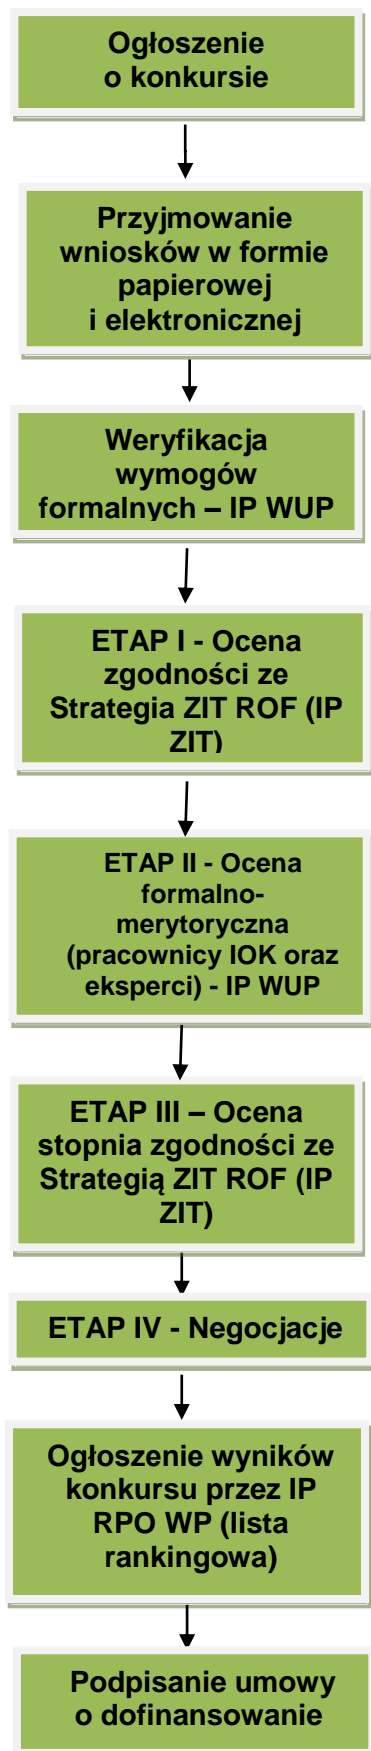 Ogłoszenie
o konkursie
Przyjmowanie
wniosków w formie
papierowej
i elektronicznej
Weryfikacja
wymogów
formalnych – IP WUP
ETAP I - Ocena
zgodności ze
Strategia ZIT ROF (IP
ZIT)
ETAP II - Ocena
formalno-
merytoryczna
(pracownicy IOK oraz
eksperci) - IP WUP
ETAP III – Ocena
stopnia zgodności ze
Strategią ZIT ROF (IP
ZIT)
ETAP IV - Negocjacje
Ogłoszenie wyników
konkursu przez IP
RPO WP (lista
rankingowa)
Podpisanie umowy
o dofinansowanie